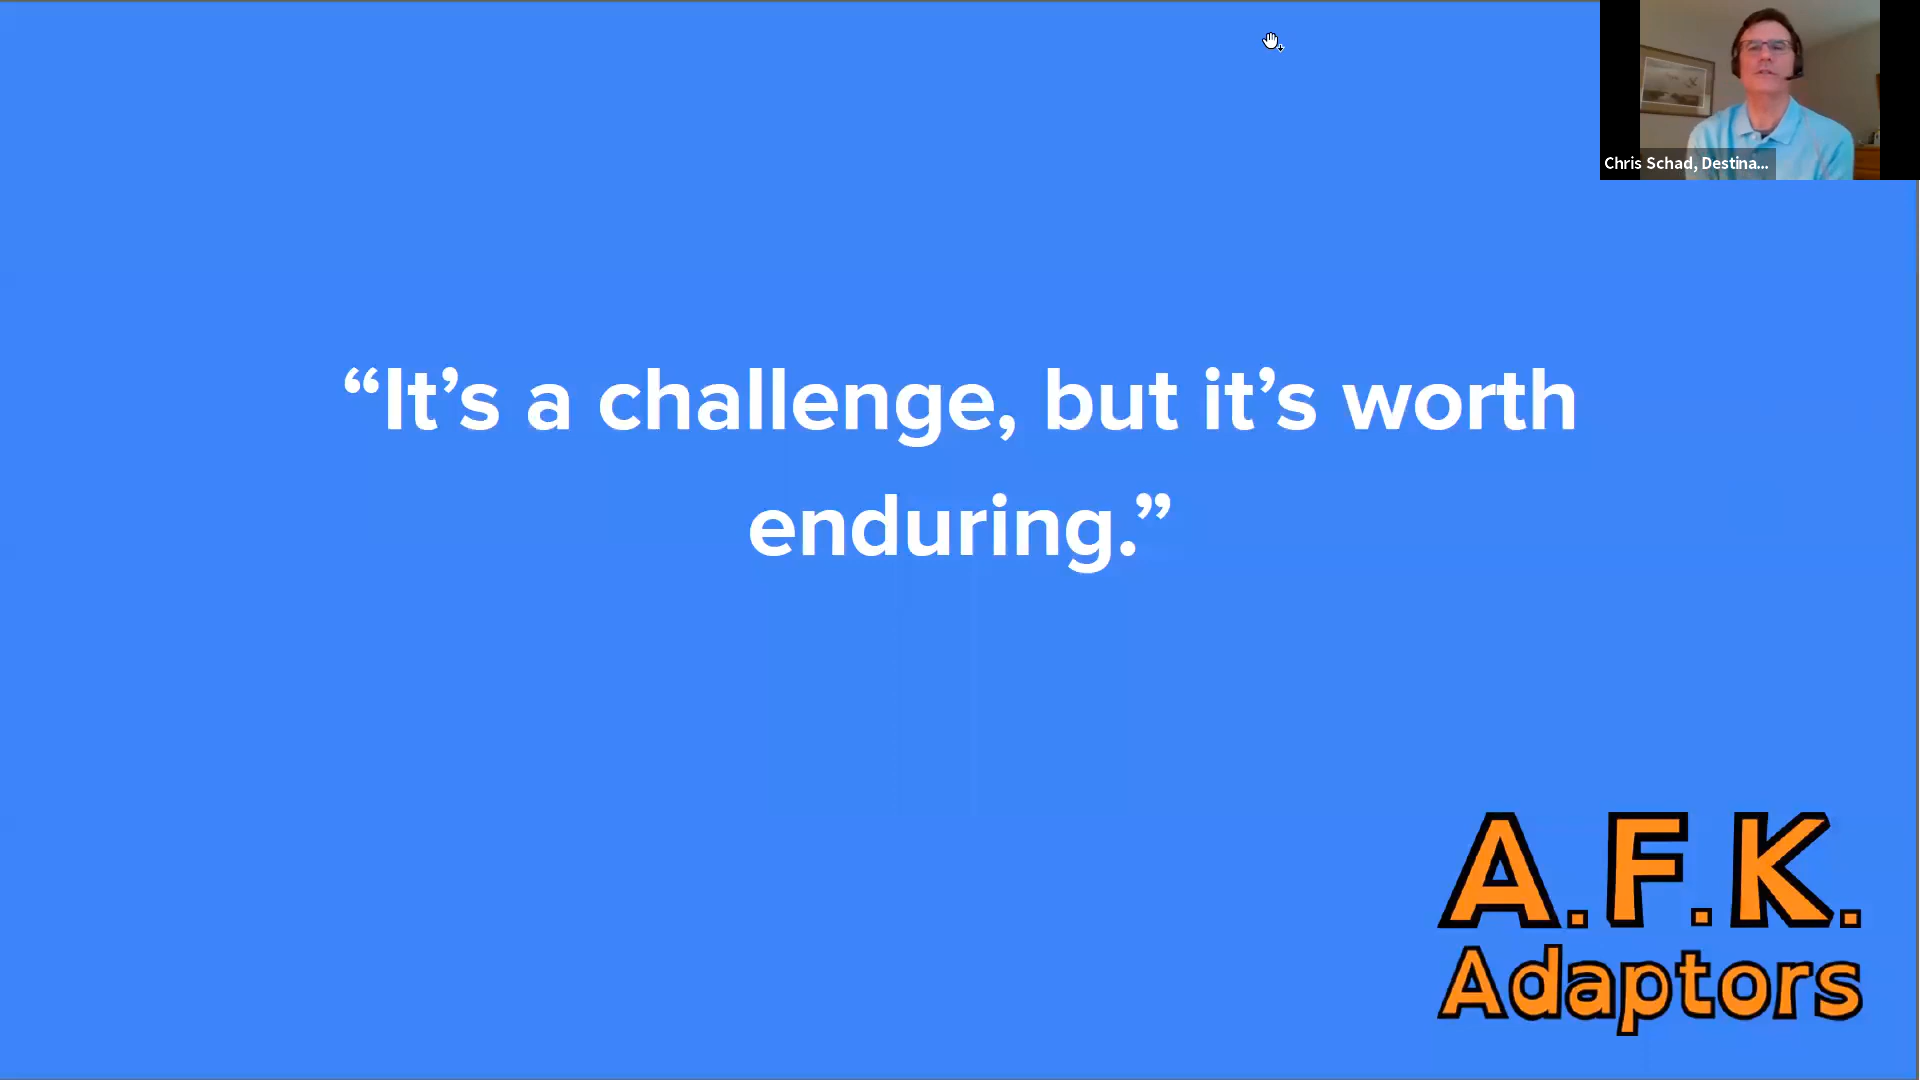 Chris Schad, Destina...
“It’s a challenge, but it’s worth
enduring.”
A.F.K.
Adaptors